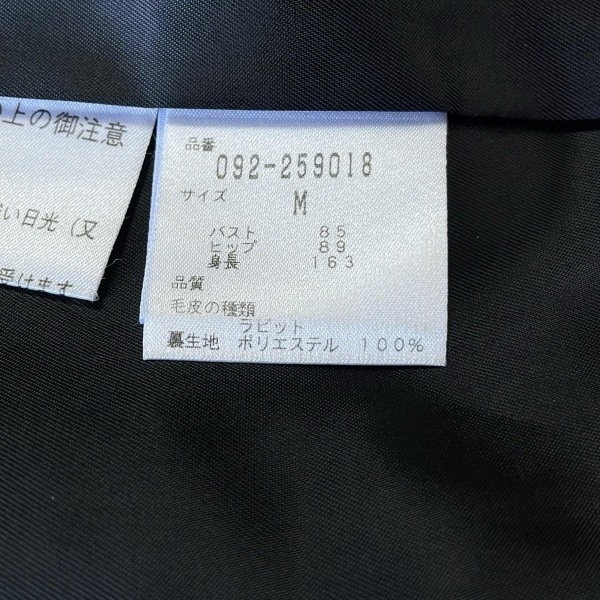 上の御注意
い日光（又
受けます
品番
092-259018
サイズ
M
バスト 85
ヒップ 89
身長 163
品質
毛皮の種類
ラビット
裏生地 ポリエステル 100%